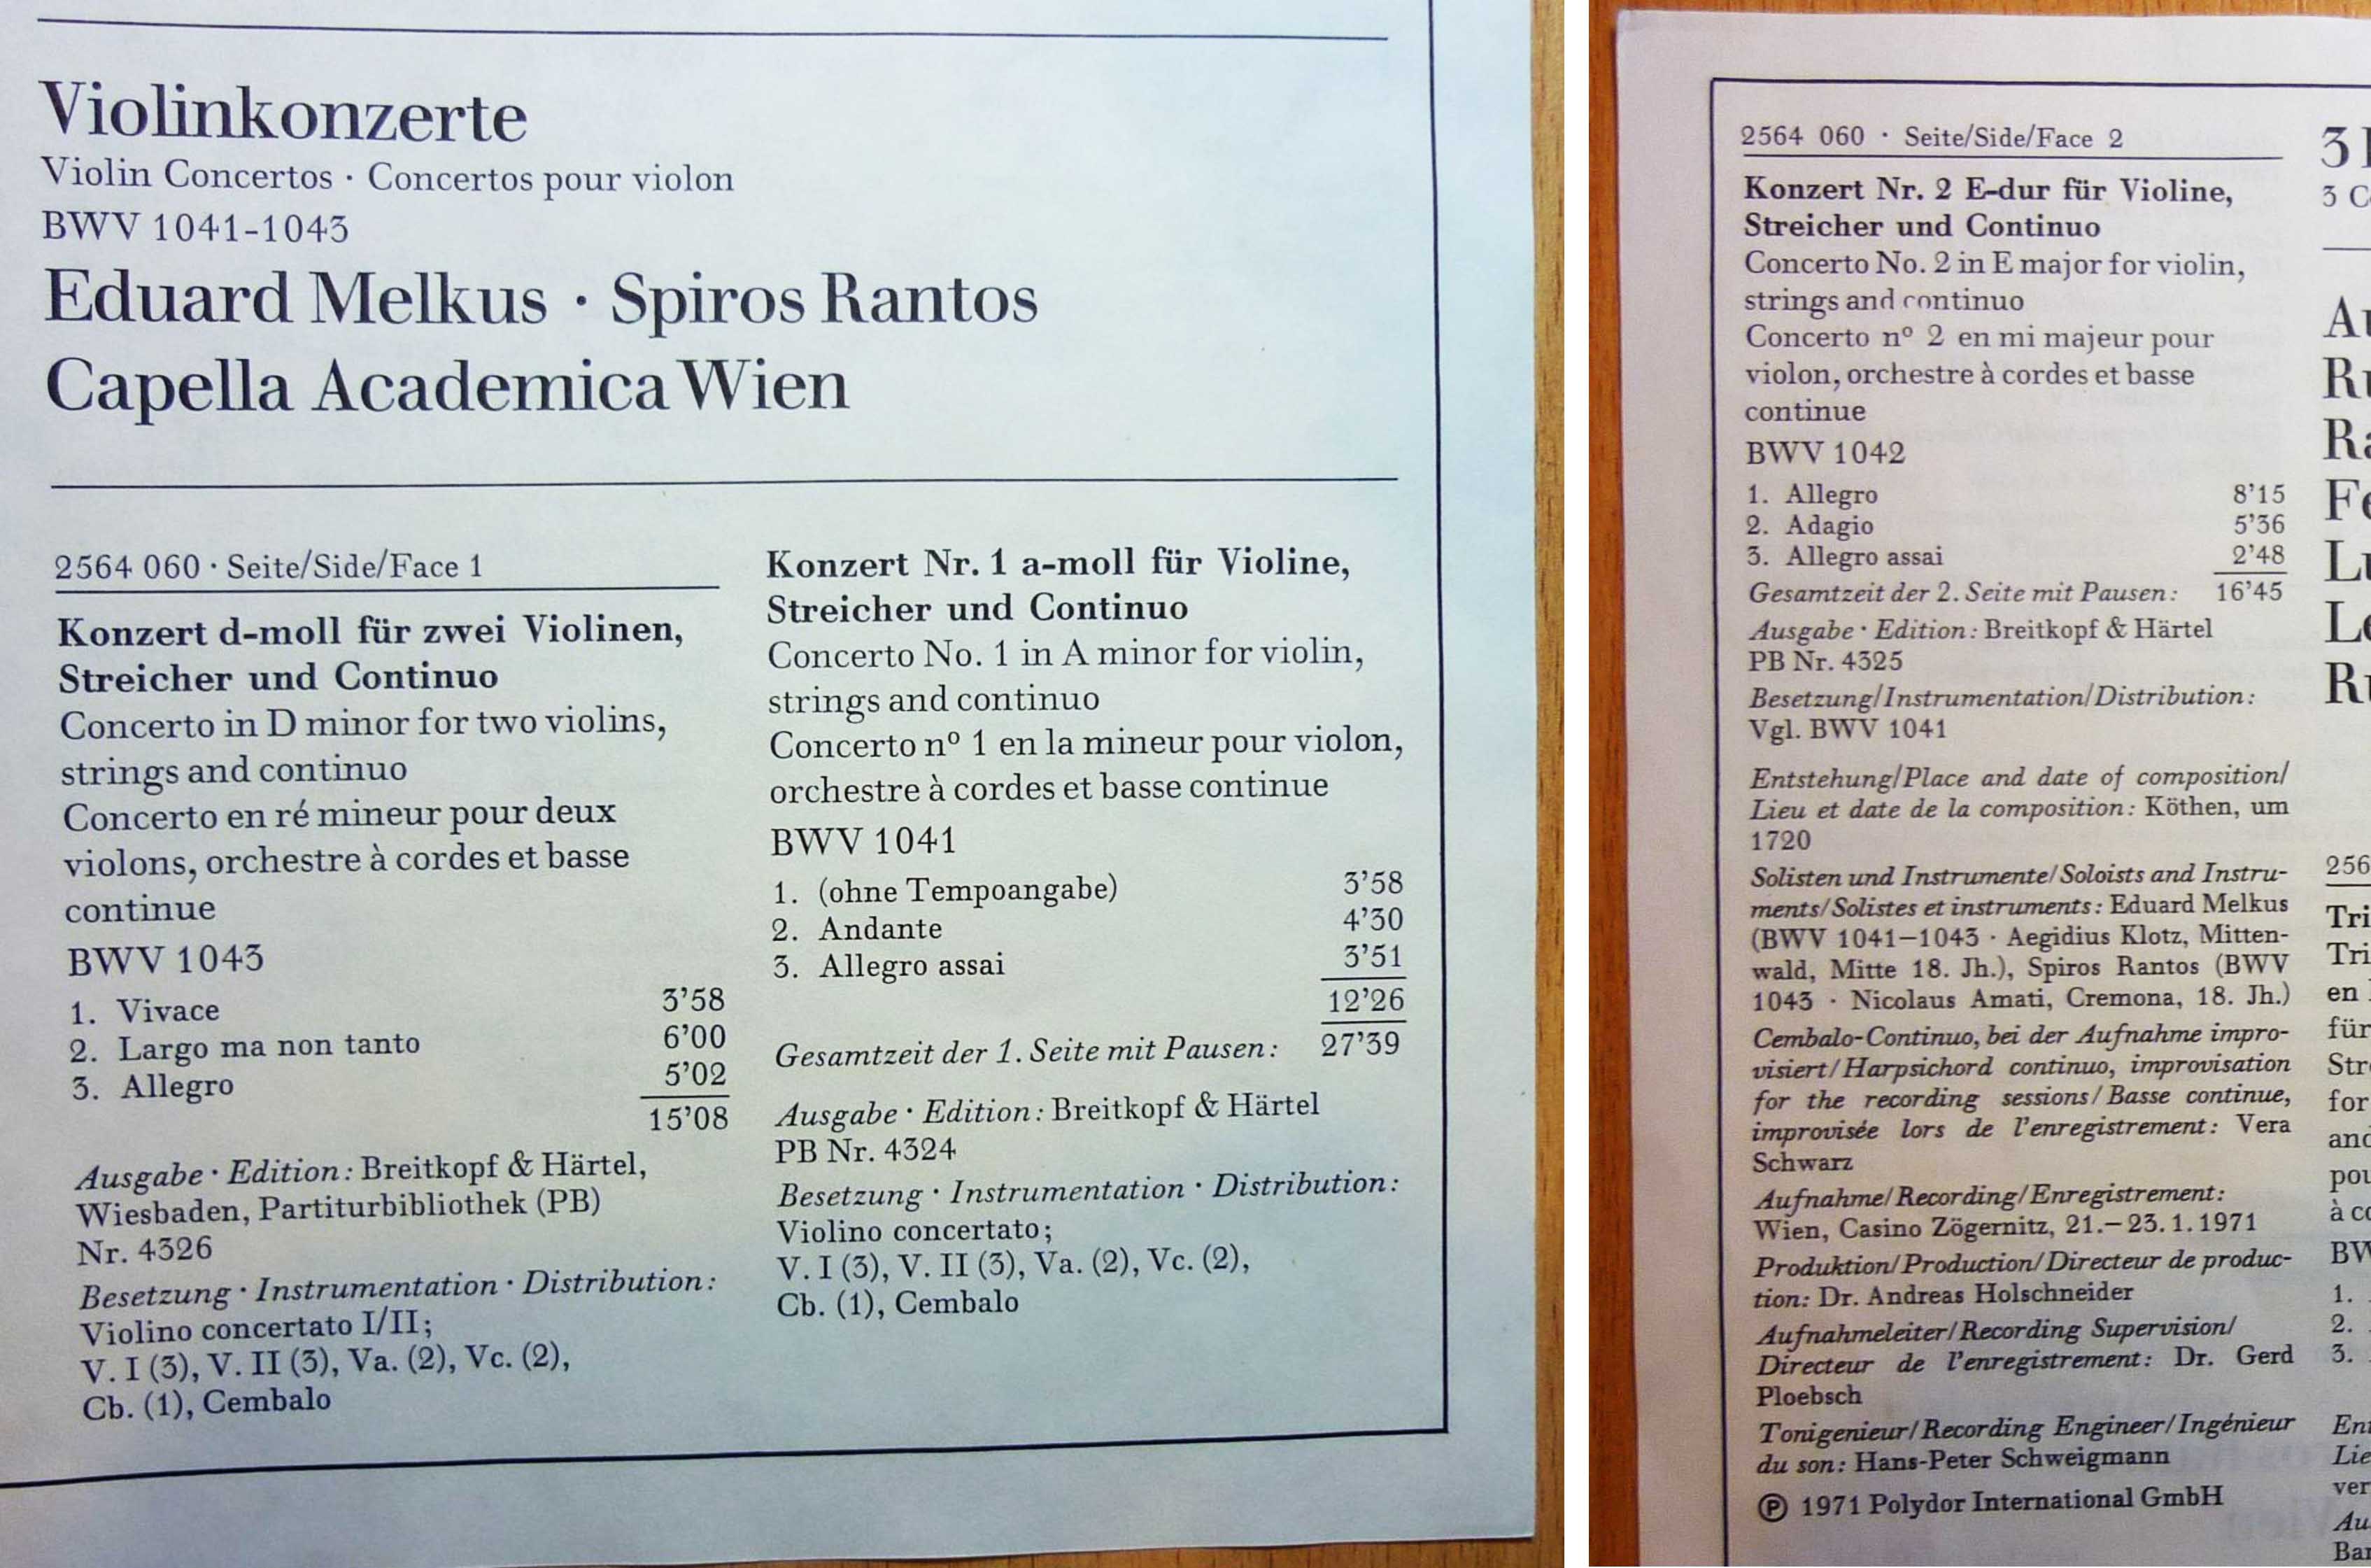 Violinkonzerte
Violin Concertos · Concertos pour violon
BWV 1041-1043
Eduard Melkus · Spiros Rantos
Capella Academica Wien
2564 060 · Seite/Side/Face 1
Konzert d-moll für zwei Violinen,
Streicher und Continuo
Concerto in D minor for two violins,
strings and continuo
Concerto en ré mineur pour deux
violons, orchestre à cordes et basse
continue
BWV 1043
1. Vivace 3’58
2. Largo ma non tanto 6’00
3. Allegro 5’02
15’08
Ausgabe · Edition: Breitkopf & Härtel,
Wiesbaden, Partiturbibliothek (PB)
Nr. 4326
Besetzung · Instrumentation · Distribution:
Violino concertato I/II;
V. I (3), V. II (3), Va. (2), Vc. (2),
Cb. (1), Cembalo
Konzert Nr. 1 a-moll für Violine,
Streicher und Continuo
Concerto No. 1 in A minor for violin,
strings and continuo
Concerto nº 1 en la mineur pour violon,
orchestre à cordes et basse continue
BWV 1041
1. (ohne Tempoangabe) 3’58
2. Andante 4’30
3. Allegro assai 3’51
12’26
Gesamtzeit der 1. Seite mit Pausen: 27’39
Ausgabe · Edition: Breitkopf & Härtel
PB Nr. 4324
Besetzung · Instrumentation · Distribution:
Violino concertato;
V. I (3), V. II (3), Va. (2), Vc. (2),
Cb. (1), Cembalo
2564 060 · Seite/Side/Face 2
Konzert Nr. 2 E-dur für Violine,
Streicher und Continuo
Concerto No. 2 in E major for violin,
strings and continuo
Concerto nº 2 en mi majeur pour
violon, orchestre à cordes et basse
continue
BWV 1042
1. Allegro 8’15
2. Adagio 5’36
3. Allegro assai 2’48
Gesamtzeit der 2. Seite mit Pausen: 16’45
Ausgabe · Edition: Breitkopf & Härtel
PB Nr. 4325
Besetzung/Instrumentation/Distribution:
Vgl. BWV 1041
Entstehung/Place and date of composition/
Lieu et date de la composition: Köthen, um
1720
Solisten und Instrumente/Soloists and Instru-
ments/Solistes et instruments: Eduard Melkus
(BWV 1041–1043 · Aegidius Klotz, Mitten-
wald, Mitte 18. Jh.), Spiros Rantos (BWV
1043 · Nicolaus Amati, Cremona, 18. Jh.)
Cembalo-Continuo, bei der Aufnahme impro-
visiert/Harpsichord continuo, improvisation
for the recording sessions/Basse continue,
improvisée lors de l’enregistrement: Vera
Schwarz
Aufnahme/Recording/Enregistrement:
Wien, Casino Zögernitz, 21.–23. 1. 1971
Produktion/Production/Directeur de produc-
tion: Dr. Andreas Holschneider
Aufnahmeleiter/Recording Supervision/
Directeur de l’enregistrement: Dr. Gerd
Ploebsch
Tonigenieur/Recording Engineer/Ingénieur
du son: Hans-Peter Schweigmann
℗ 1971 Polydor International GmbH
3
3 C
256
Tri
Tri
en
für
Str
for
and
pou
à co
BW
1.
2.
3.